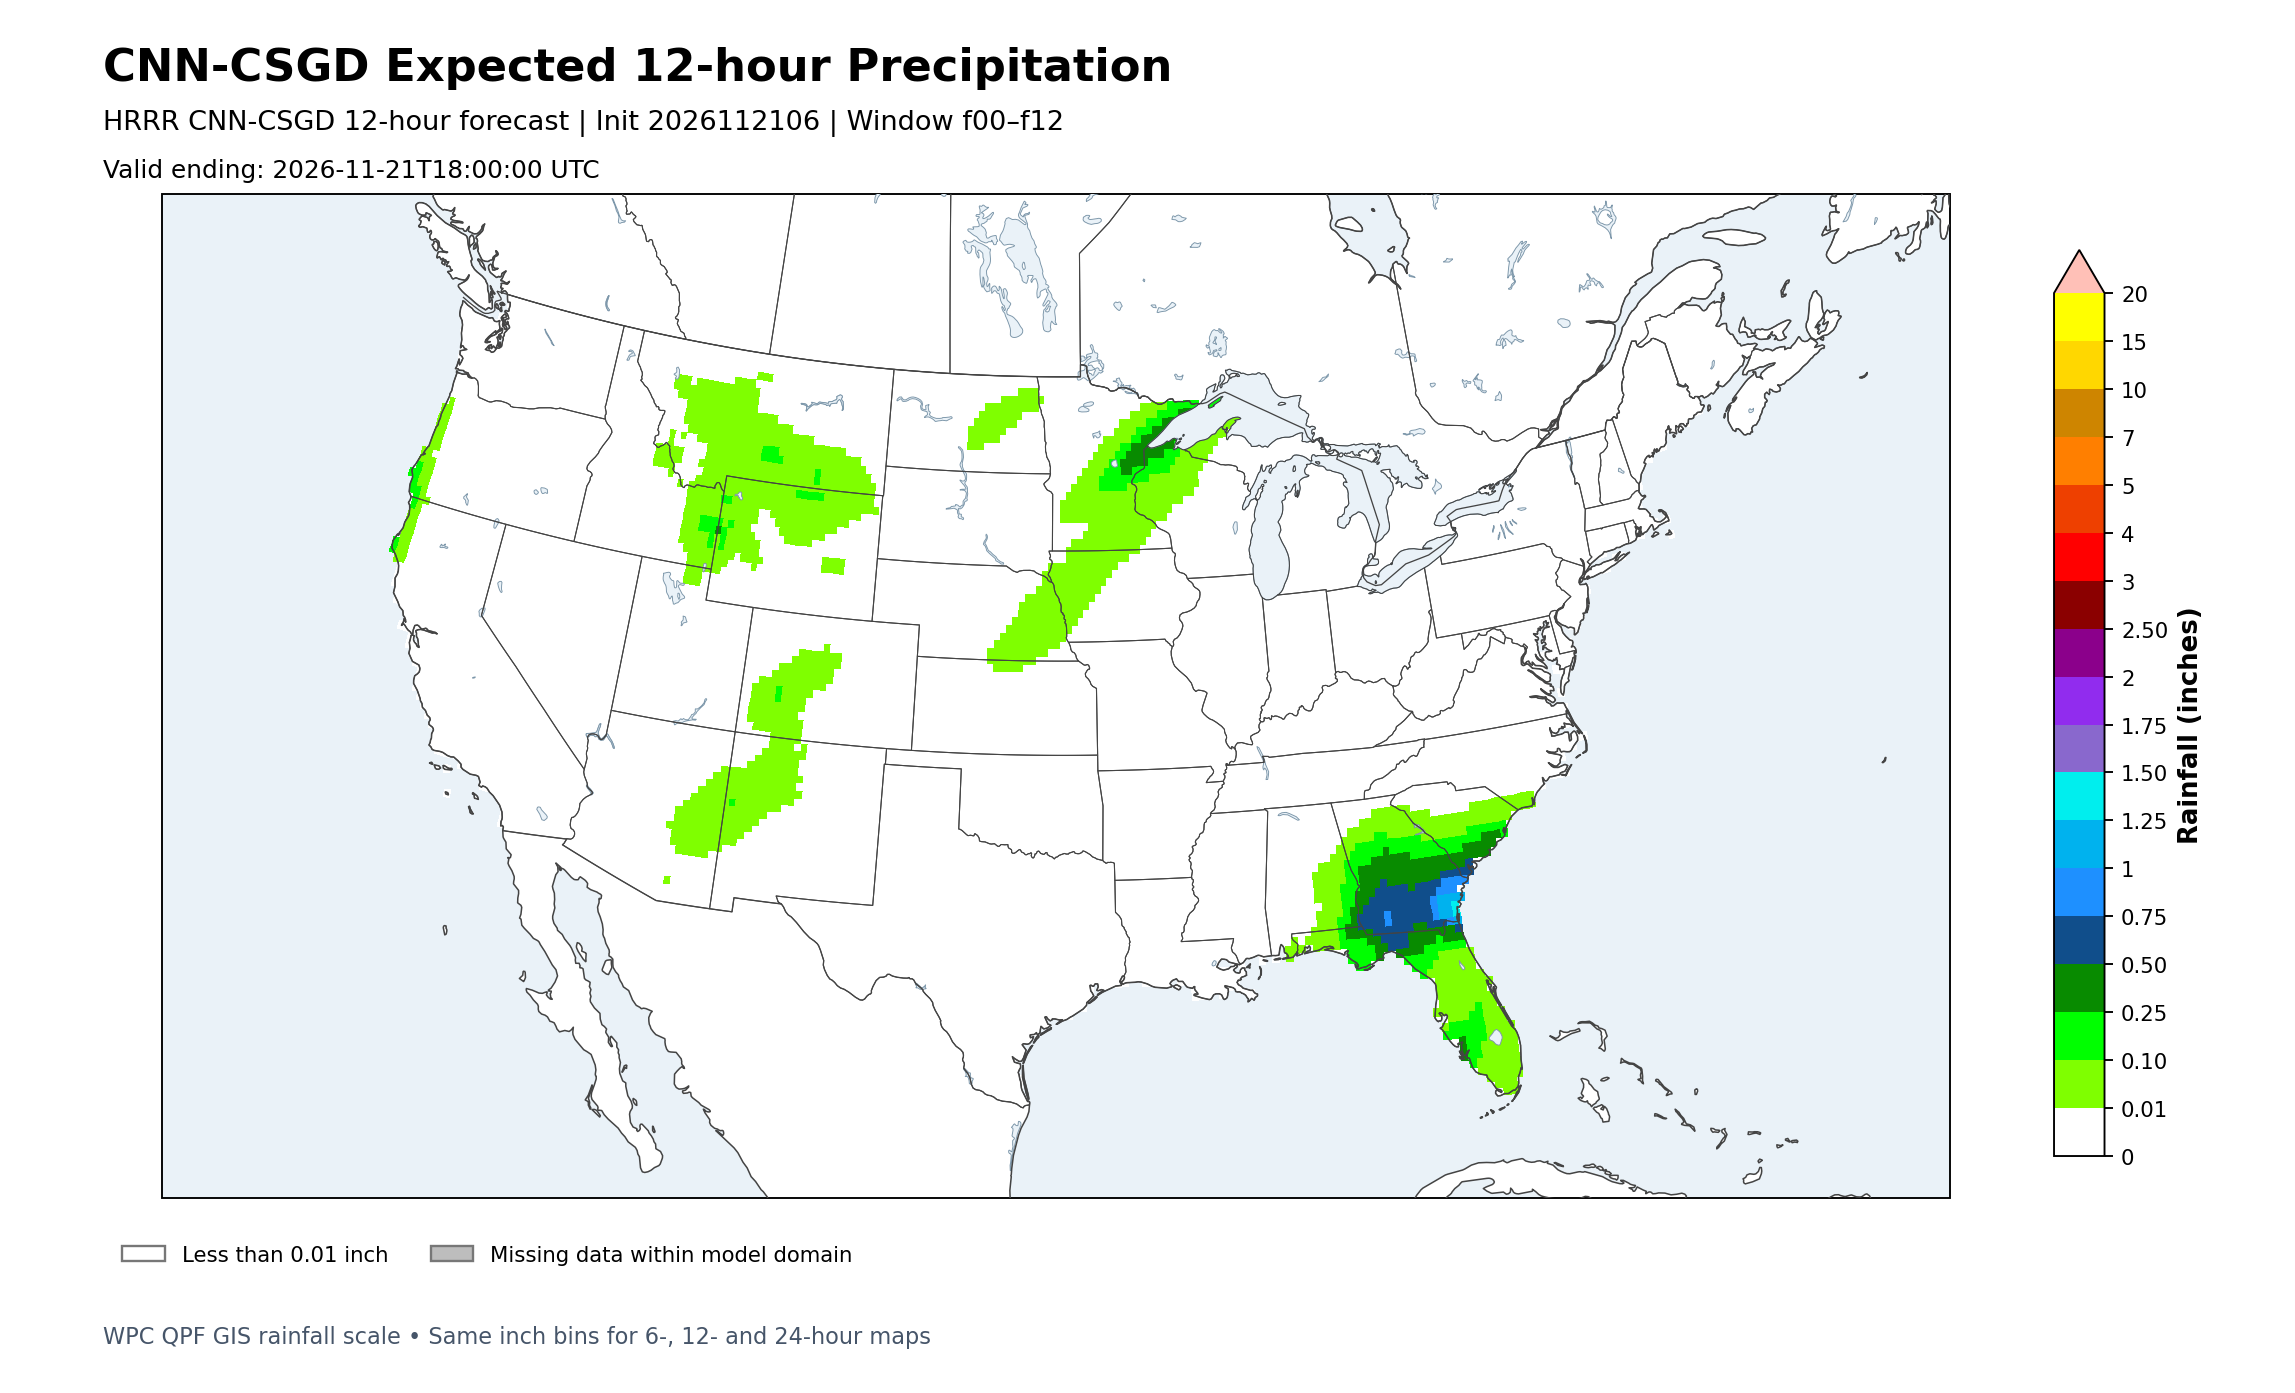 CNN-CSGD Expected 12-hour Precipitation
HRRR CNN-CSGD 12-hour forecast | Init 2026112106 | Window f00–f12
Valid ending: 2026-11-21T18:00:00 UTC
20
15
10
7
5
4
3
2.50
2
1.75
1.50
1.25
1
0.75
0.50
0.25
0.10
0.01
0
Rainfall (inches)
Less than 0.01 inch
Missing data within model domain
WPC QPF GIS rainfall scale • Same inch bins for 6-, 12- and 24-hour maps